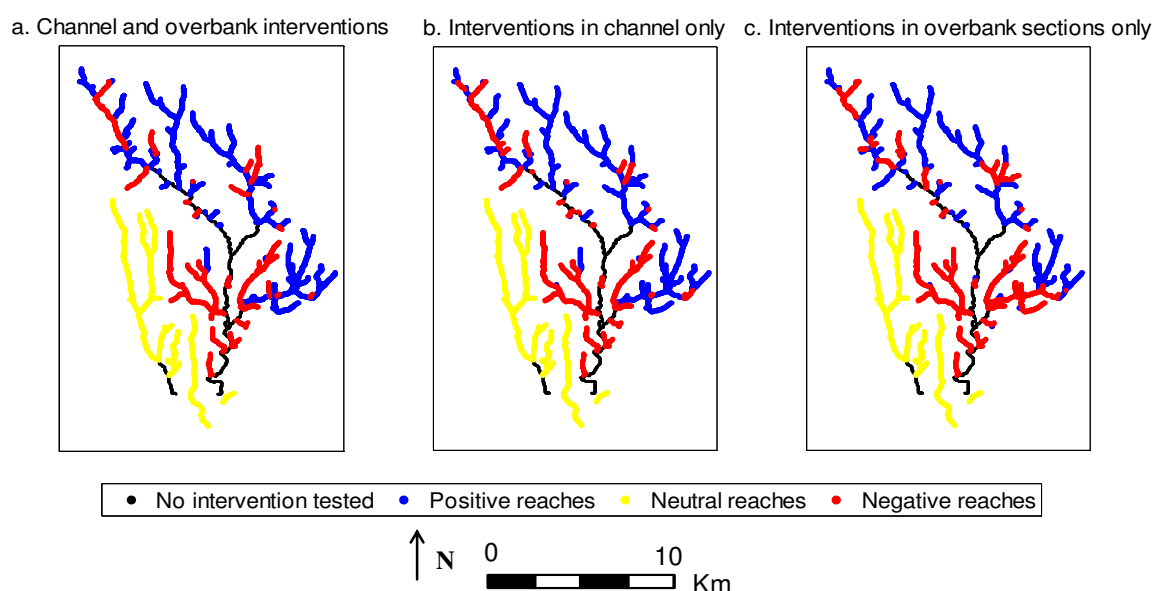 a. Channel and overbank interventions
b. Interventions in channel only
c. Interventions in overbank sections only
No intervention tested
Positive reaches
Neutral reaches
Negative reaches
N
0
10
Km